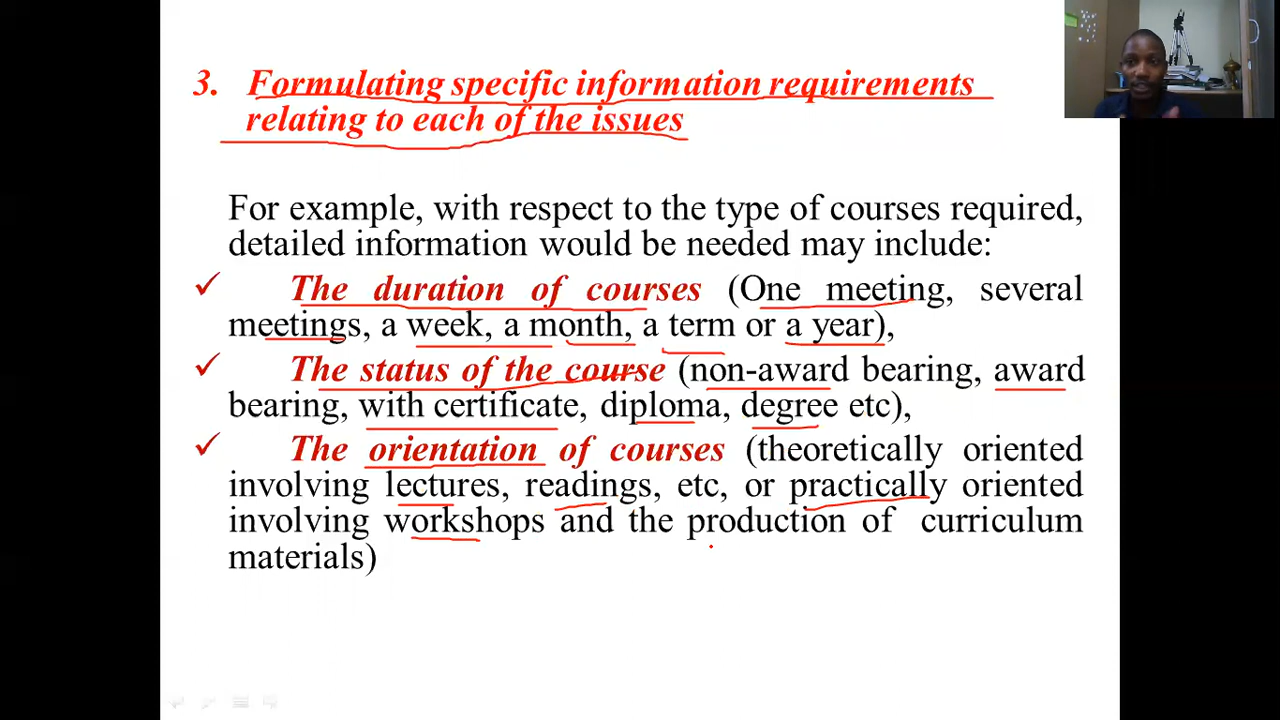 3. Formulating specific information requirements
relating to each of the issues
For example, with respect to the type of courses required,
detailed information would be needed may include:
✓ The duration of courses (One meeting, several
meetings, a week, a month, a term or a year),
✓ The status of the course (non-award bearing, award
bearing, with certificate, diploma, degree etc),
✓ The orientation of courses (theoretically oriented
involving lectures, readings, etc, or practically oriented
involving workshops and the production of curriculum
materials)